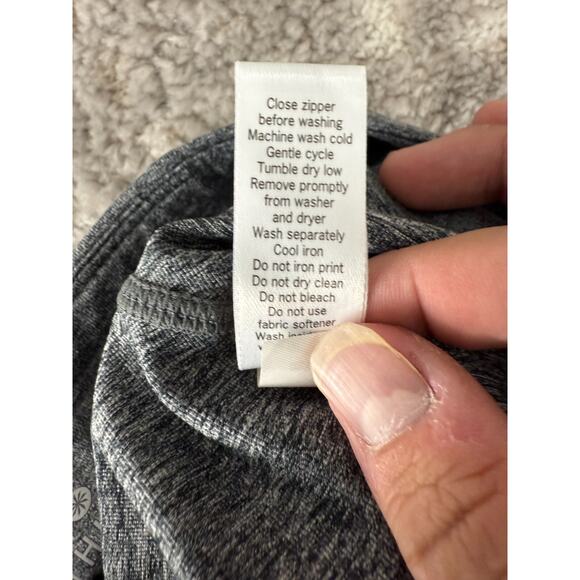 Close zipper
before washing
Machine wash cold
Gentle cycle
Tumble dry low
Remove promptly
from washer
and dryer
Wash separately
Cool iron
Do not iron print
Do not dry clean
Do not bleach
Do not use
fabric softener
Wash
H